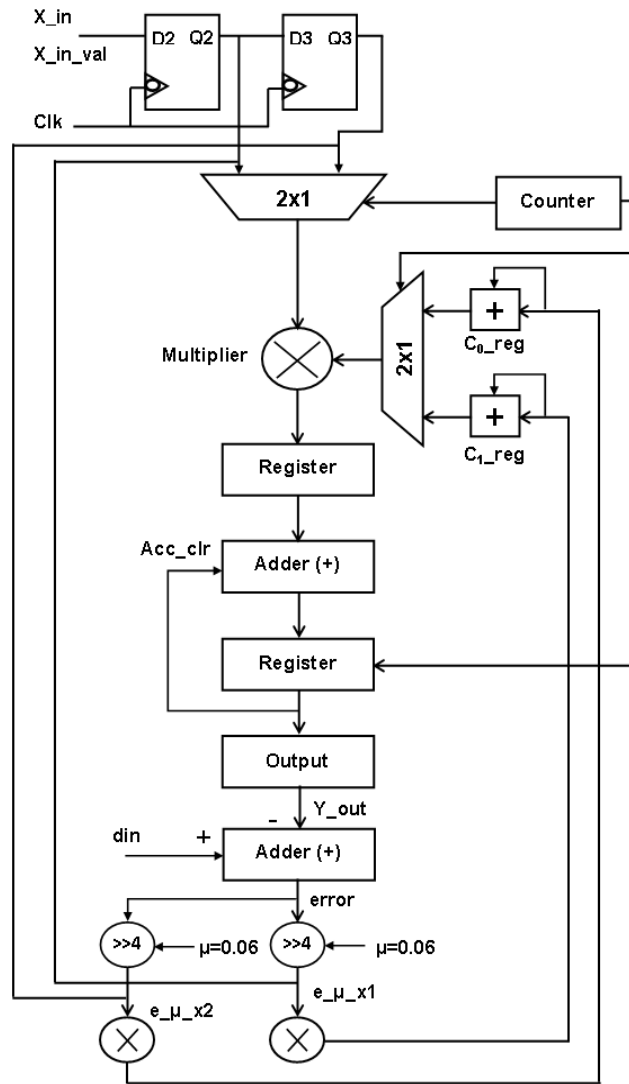 X_in
D2 Q2
D3 Q3
X_in_val
Clk
2x1
Counter
+
C₀_reg
Multiplier
2x1
+
C₁_reg
Register
Acc_clr
Adder (+)
Register
Output
- Y_out
din +
Adder (+)
error
>>4
μ=0.06
>>4
μ=0.06
e_μ_x2
e_μ_x1